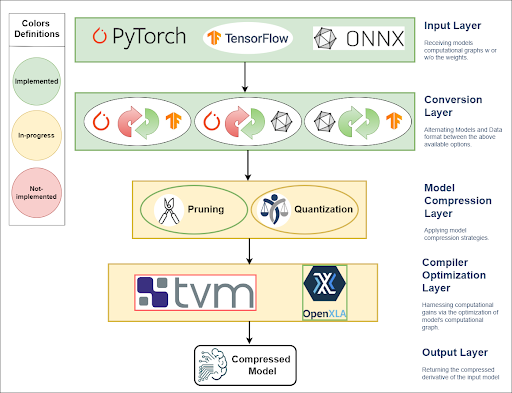 Colors
Definitions
Implemented
In-progress
Not-
implemented
PyTorch
TensorFlow
ONNX
Input Layer
Receiving models
computational graphs w or
w/o the weights.
Conversion
Layer
Alternating Models and Data
format between the above
available options.
Pruning
Quantization
Model
Compression
Layer
Applying model
compression strategies.
tvm
OpenXLA
Compiler
Optimization
Layer
Harnessing computational
gains via the optimization of
model's computational
graph.
Compressed
Model
Output Layer
Returning the compressed
derivative of the input model